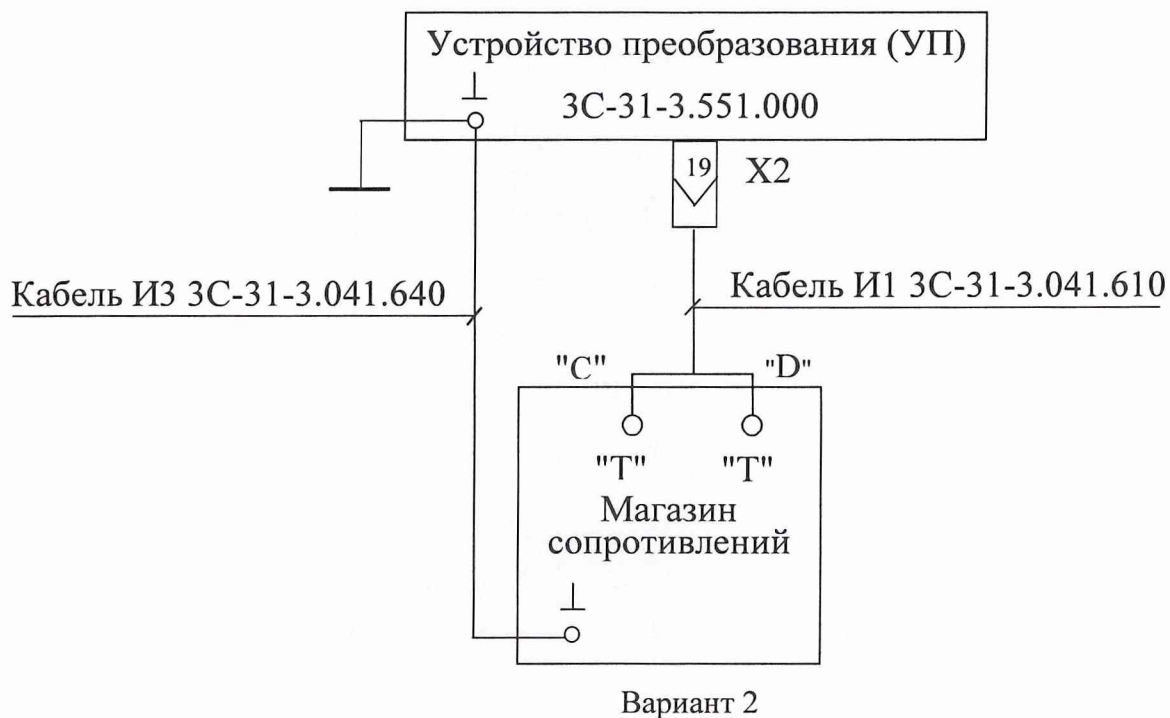 Устройство преобразования (УП)
3С-31-3.551.000
19
X2
Кабель И3 3С-31-3.041.640
Кабель И1 3С-31-3.041.610
"C"
"D"
"Т"
"Т"
Магазин
сопротивлений
Вариант 2